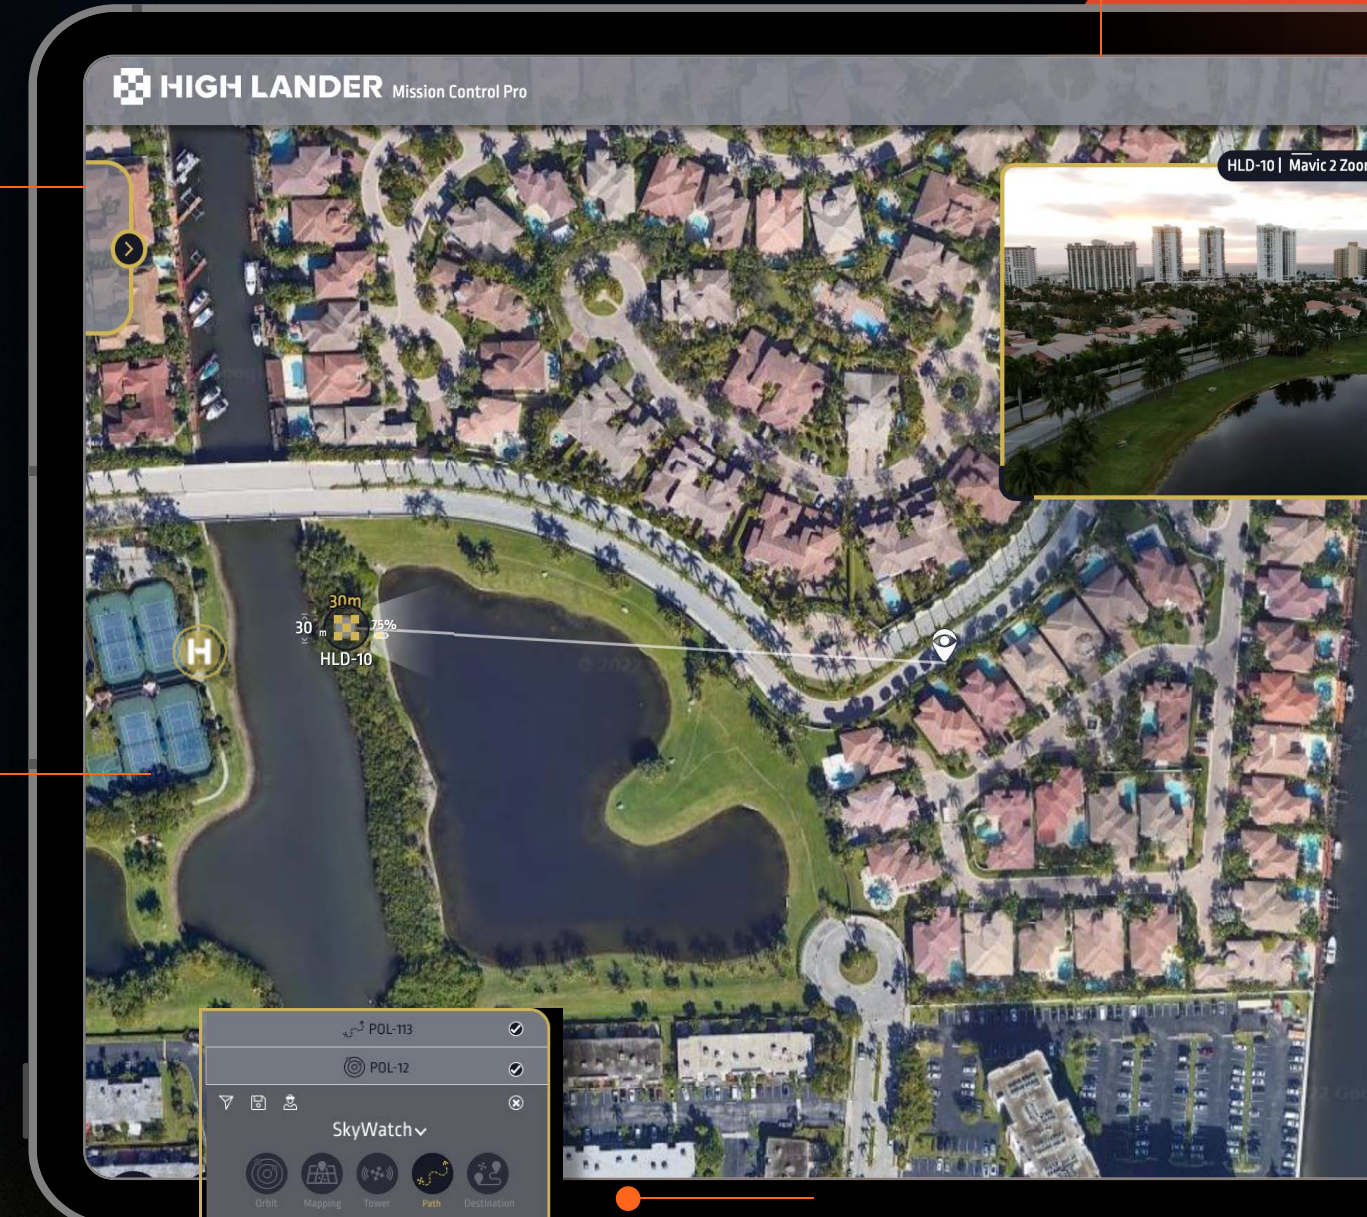 HIGH LANDER Mission Control Pro
HLD-10 | Mavic 2
30m
30 m
75%
HLD-10
H
© 2022
POL-113
POL-12
SkyWatch
Orbit Mapping Tower Path Destination